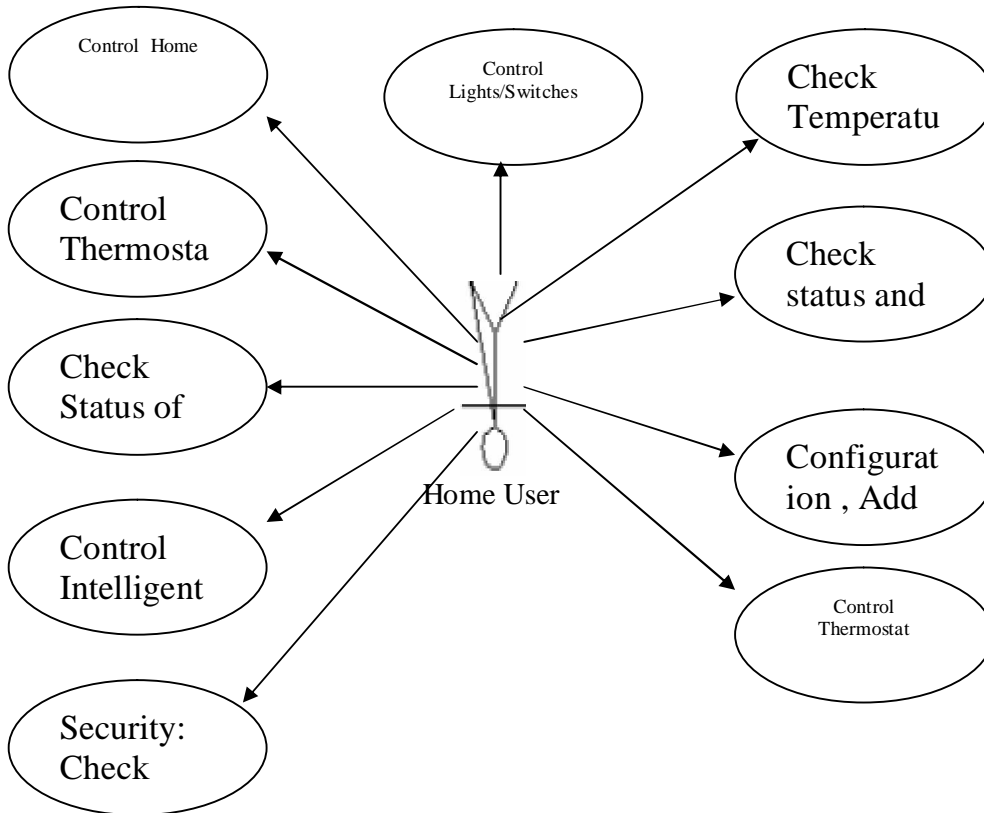 Control Home
Control
Lights/Switches
Check
Temperatu
Control
Thermosta
Check
status and
Check
Status of
Home User
Configurat
ion , Add
Control
Intelligent
Control
Thermostat
Security:
Check